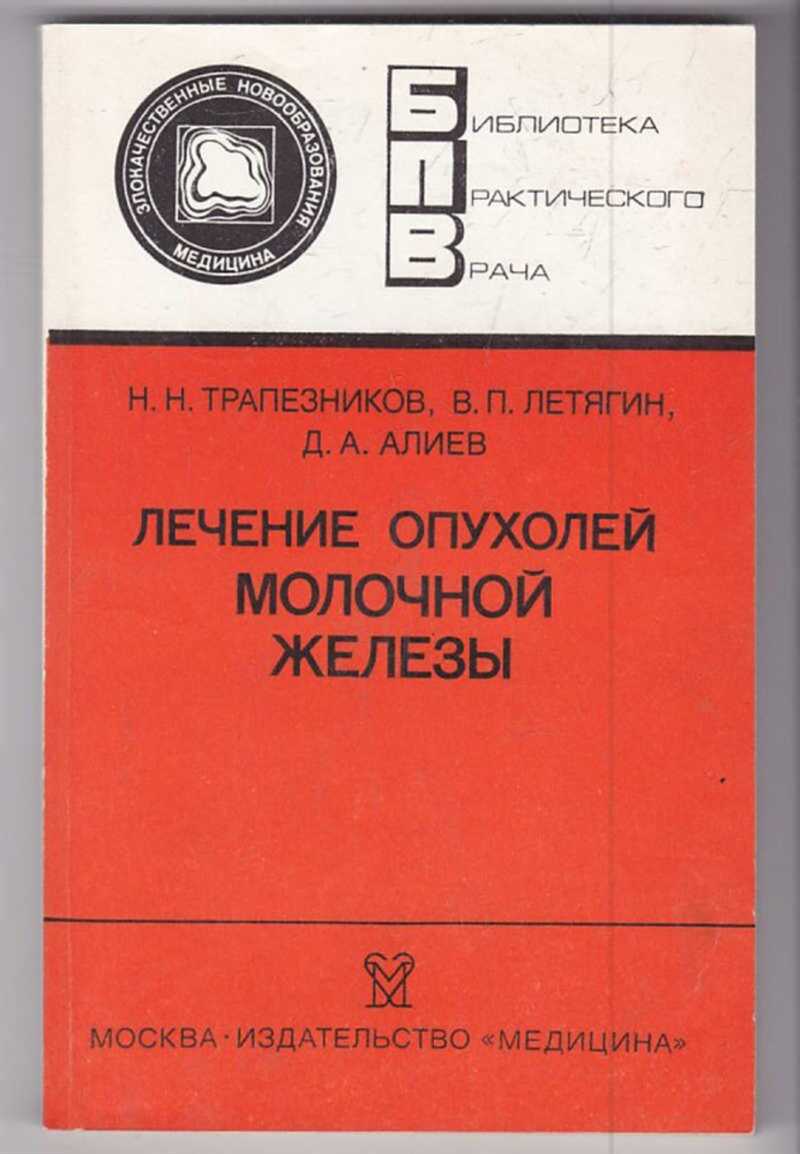 ЗЛОКАЧЕСТВЕННЫЕ НОВООБРАЗОВАНИЯ
МЕДИЦИНА
БИБЛИОТЕКА
ПРАКТИЧЕСКОГО
ВРАЧА
Н. Н. ТРАПЕЗНИКОВ, В. П. ЛЕТЯГИН,
Д. А. АЛИЕВ
ЛЕЧЕНИЕ ОПУХОЛЕЙ
МОЛОЧНОЙ
ЖЕЛЕЗЫ
МОСКВА · ИЗДАТЕЛЬСТВО «МЕДИЦИНА»